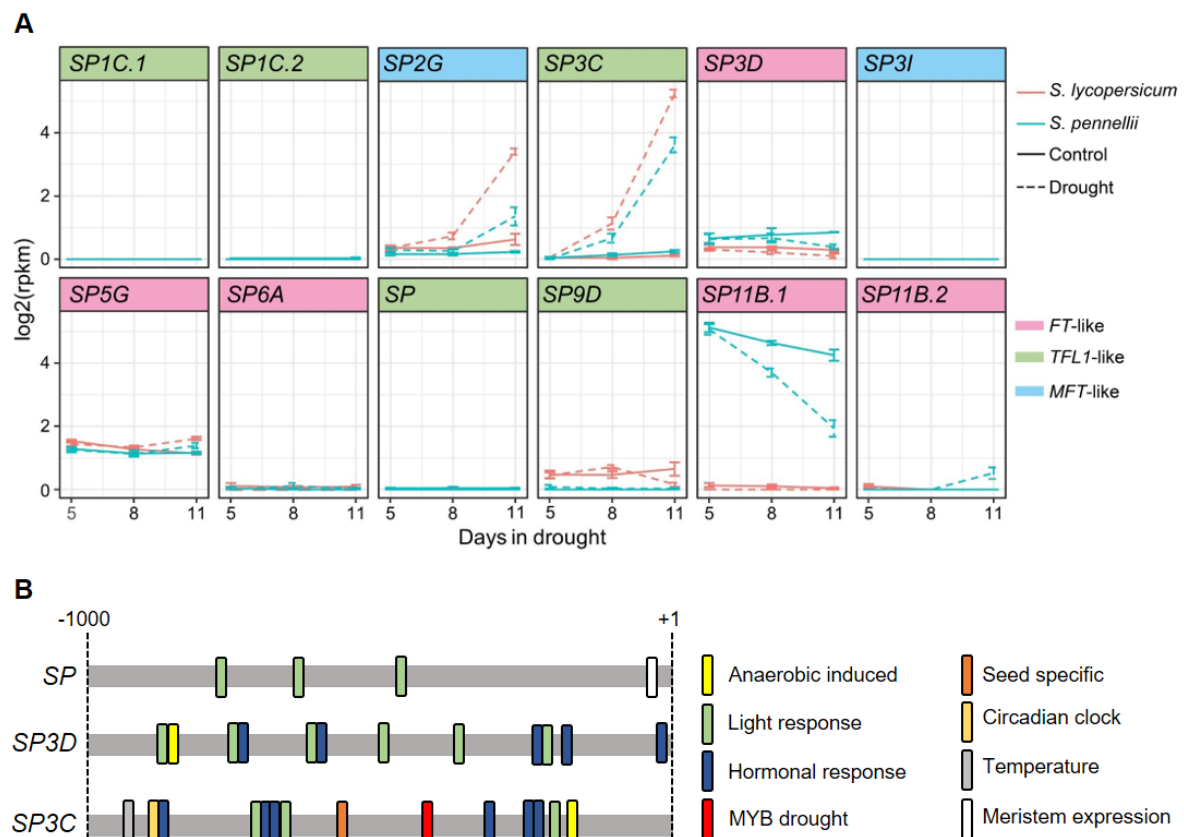 A
SP1C.1 SP1C.2 SP2G SP3C SP3D SP3I
S. lycopersicum
S. pennellii
Control
Drought
4
2
0
log2(rpkm)
SP5G SP6A SP SP9D SP11B.1 SP11B.2
FT-like
TFL1-like
MFT-like
4
2
0
5 8 11 5 8 11 5 8 11 5 8 11 5 8 11 5 8 11
Days in drought
B
-1000 +1
SP
SP3D
SP3C
Anaerobic induced
Light response
Hormonal response
MYB drought
Seed specific
Circadian clock
Temperature
Meristem expression